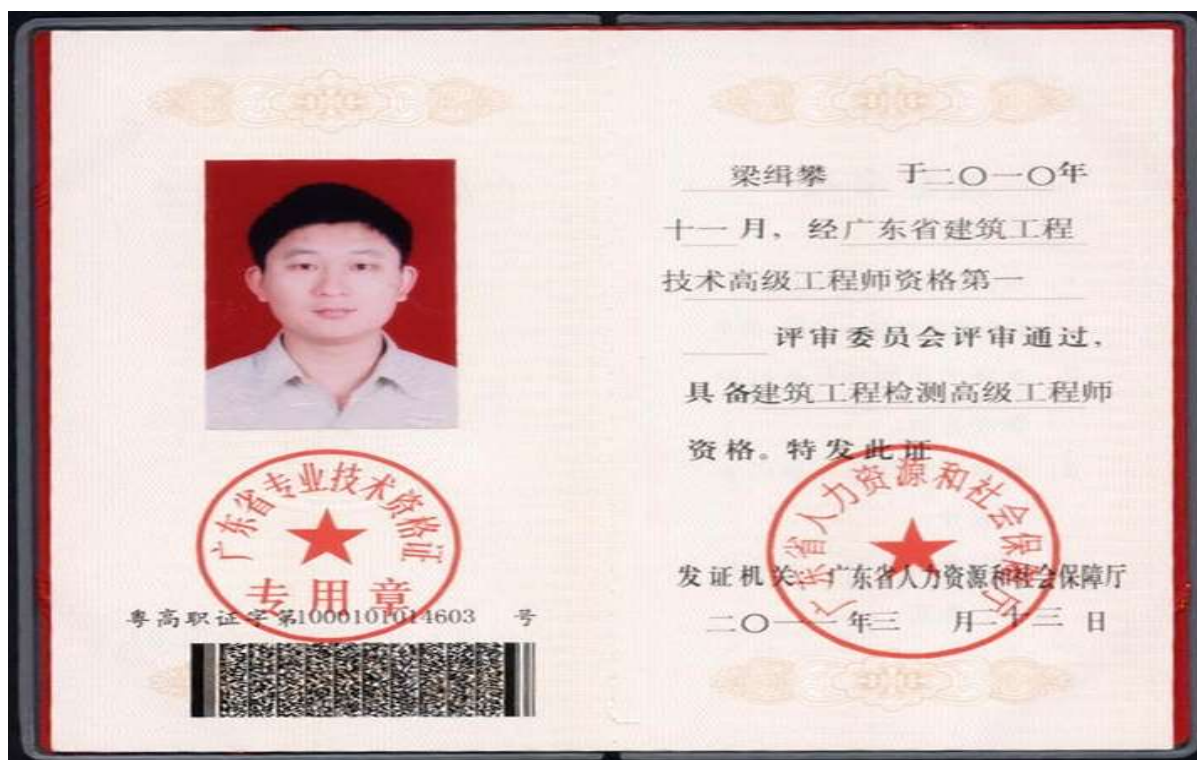 广东省专业技术资格证
专用章
粤高职证字第1000101014603 号
梁缉攀 于二〇一〇年
十一月，经广东省建筑工程
技术高级工程师资格第一
评审委员会评审通过，
具备建筑工程检测高级工程师
资格。特发此证
广东省人力资源和社会保障厅
发证机关：广东省人力资源和社会保障厅
二〇一一年三 月二十三 日